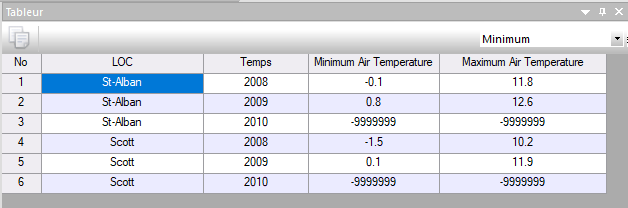 Tableur
Minimum
No LOC Temps Minimum Air Temperature Maximum Air Temperature
1 St-Alban 2008 -0.1 11.8
2 St-Alban 2009 0.8 12.6
3 St-Alban 2010 -9999999 -9999999
4 Scott 2008 -1.5 10.2
5 Scott 2009 0.1 11.9
6 Scott 2010 -9999999 -9999999